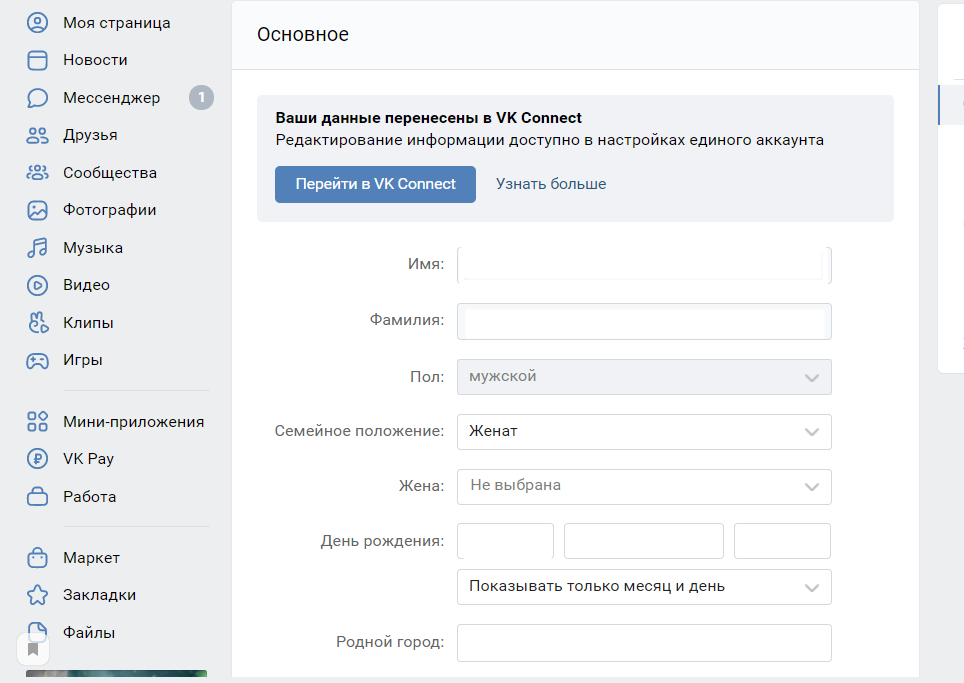 Моя страница
Новости
Мессенджер 1
Друзья
Сообщества
Фотографии
Музыка
Видео
Клипы
Игры
Мини-приложения
VK Pay
Работа
Маркет
Закладки
Файлы
Основное
Ваши данные перенесены в VK Connect
Редактирование информации доступно в настройках единого аккаунта
Перейти в VK Connect Узнать больше
Имя:
Фамилия:
Пол: мужской
Семейное положение: Женат
Жена: Не выбрана
День рождения:
Показывать только месяц и день
Родной город: